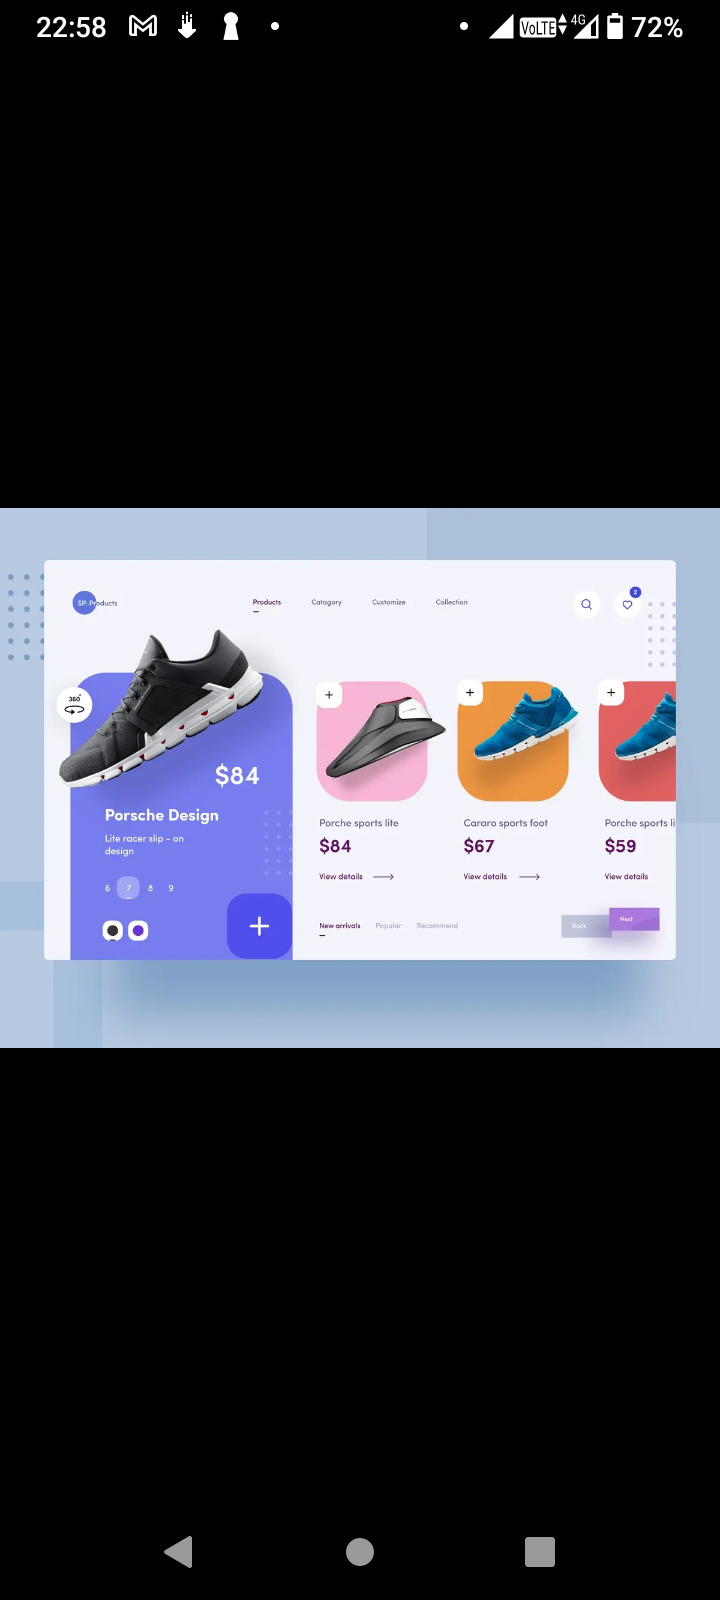 22:58
VoLTE 4G 72%
SP. Products
Products Catagory Customize Collection
2
360°
$84
Porsche Design
Lite racer slip - on
design
6 7 8 9
Porche sports lite
$84
View details
Cararo sports foot
$67
View details
Porche sports li
$59
View details
New arrivals Popular Recommend
Back Next